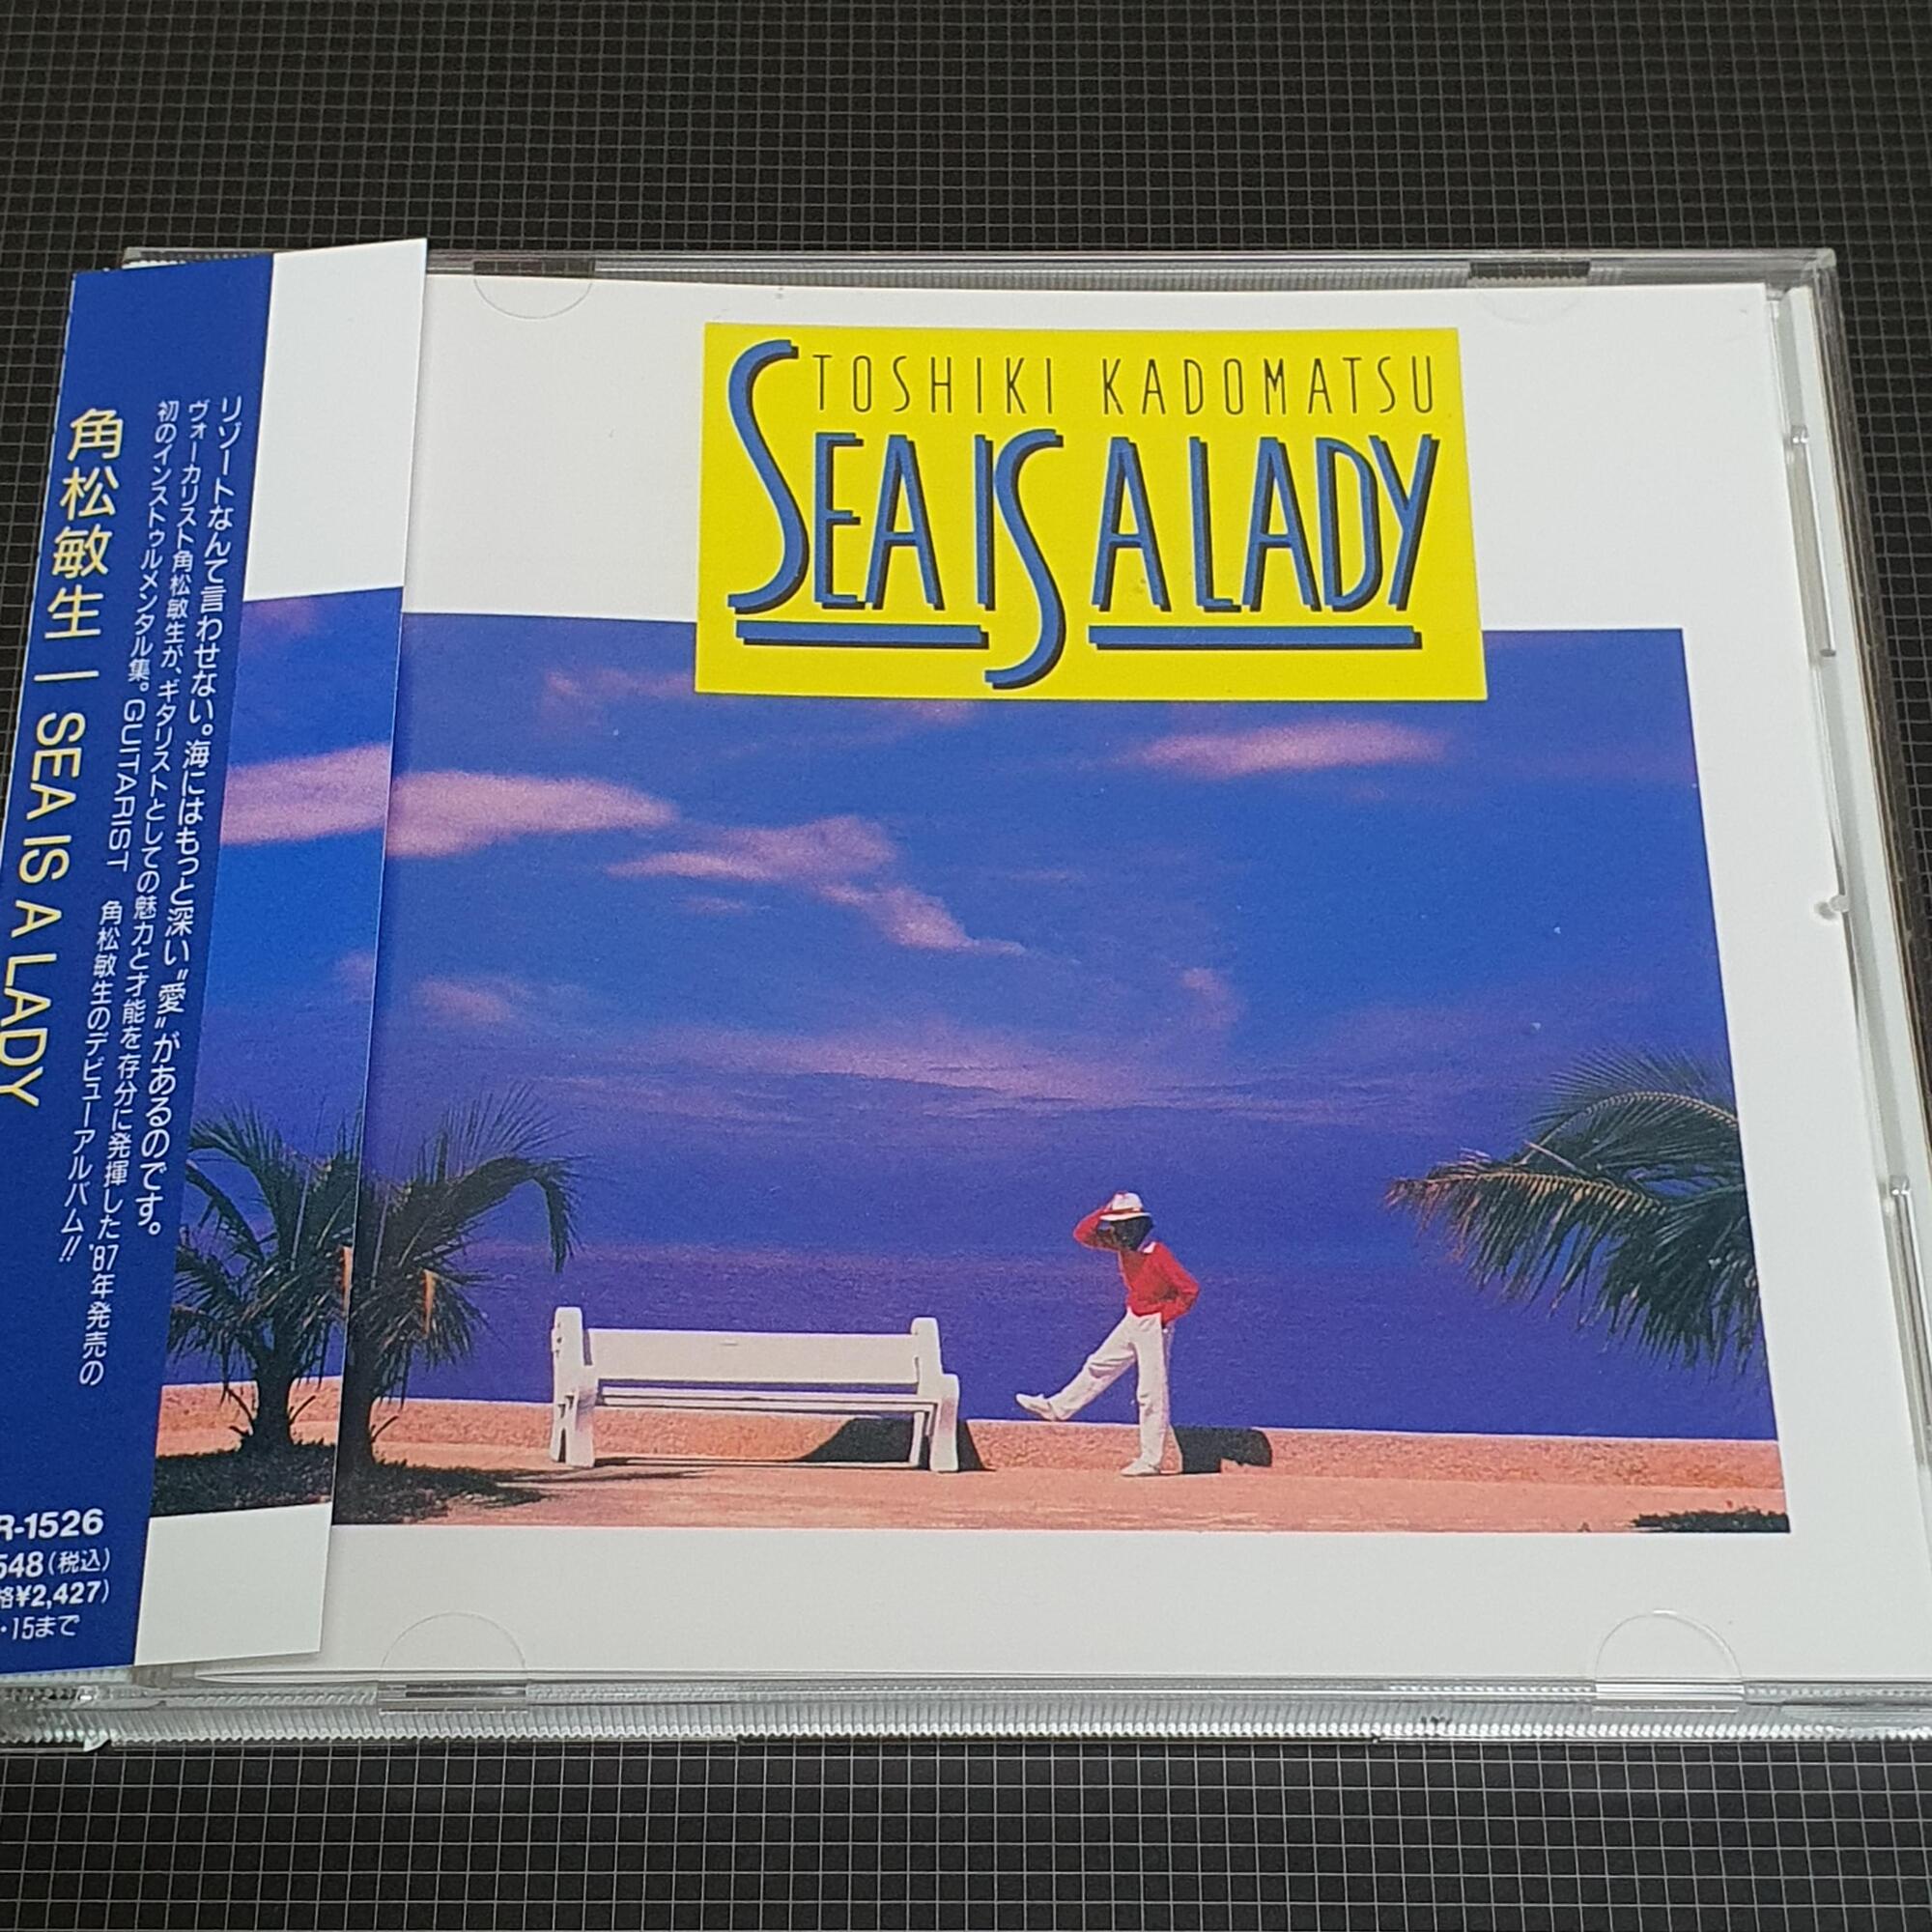 TOSHIKI KADOMATSU
SEA IS A LADY
リゾートなんて言わせない。海にはもっと深い“愛”があるのです。
ヴォーカリスト角松敏生が、ギタリストとしての魅力と才能を存分に発揮した'87年発売の
初のインストゥルメンタル集。GUITARIST 角松敏生のデビューアルバム!!
角松敏生｜SEA IS A LADY
R-1526
548(税込)
格¥2,427)
・15まで